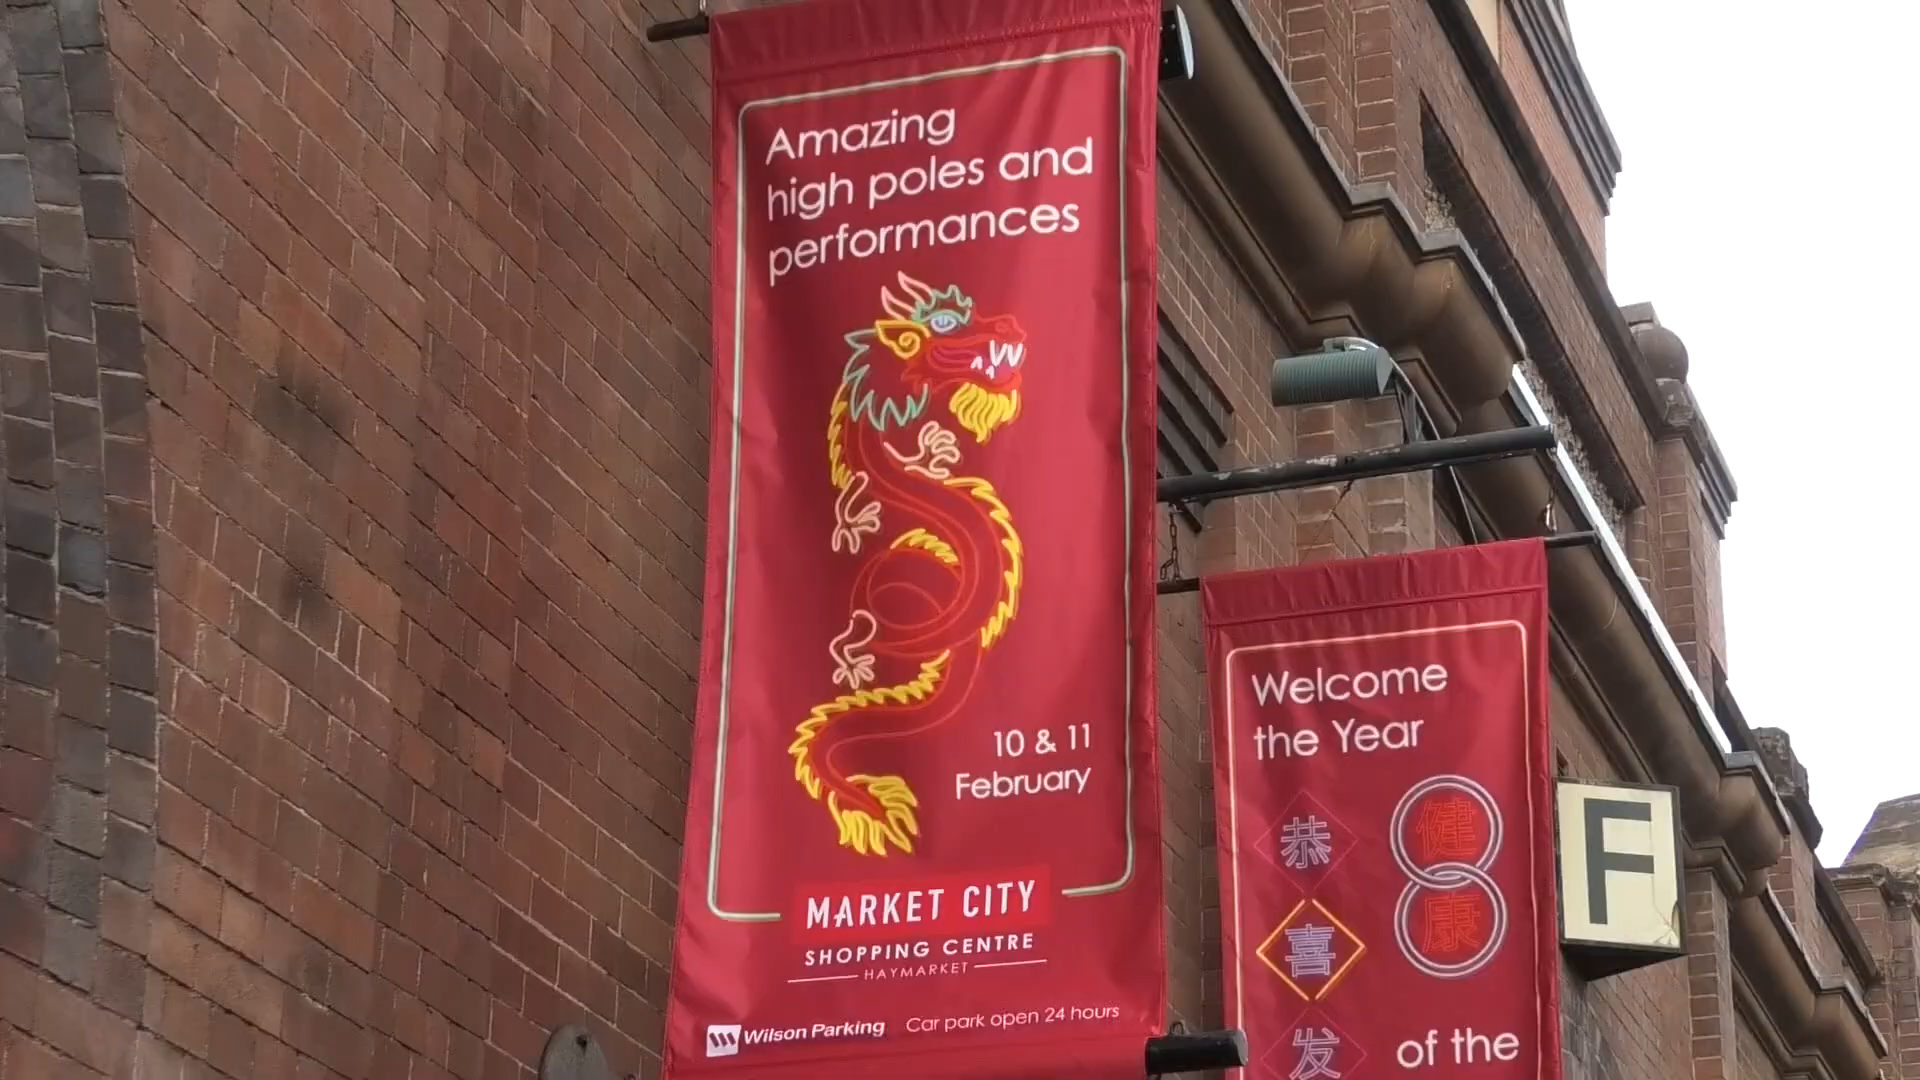 Amazing
high poles and
performances
10 & 11
February
MARKET CITY
SHOPPING CENTRE
HAYMARKET
Wilson Parking Car park open 24 hours
Welcome
the Year
恭
喜
发
健
康
of the
F